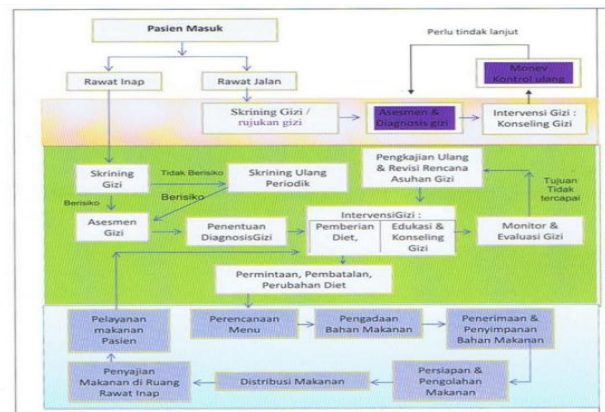 Pasien Masuk
Perlu tindak lanjut
Rawat Inap
Rawat Jalan
Money
Kontrol ulang
Skrining Gizi /
rujukan gizi
Asesmen &
Diagnosis gizi
Intervensi Gizi :
Konseling Gizi
Skrining
Gizi
Tidak Berisiko
Skrining Ulang
Periodik
Pengkajian Ulang
& Revisi Rencana
Asuhan Gizi
Tujuan
Tidak
tercapai
Berisiko
Berisiko
Asesmen
Gizi
Penentuan
DiagnosisGizi
IntervensiGizi :
Pemberian
Diet,
Edukasi &
Konseling
Gizi
Monitor
& Evaluasi Gizi
Permintaan, Pembatalan,
Perubahan Diet
Pelayanan
makanan
Pasien
Perencanaan
Menu
Pengadaan
Bahan Makanan
Penerimaan &
Penyimpanan
Bahan Makanan
Penyajian
Makanan di Ruang
Rawat Inap
Distribusi Makanan
Persiapan &
Pengolahan
Makanan